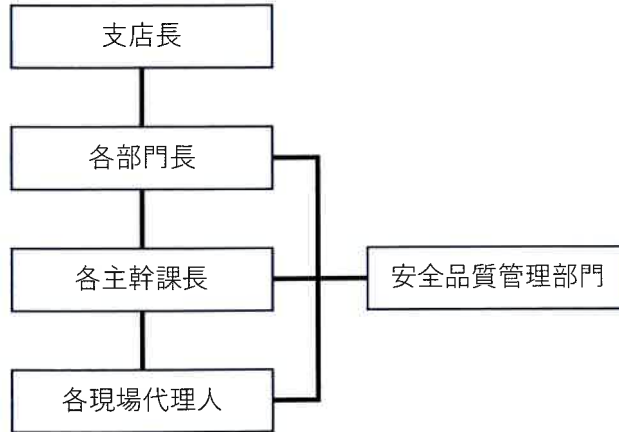 支店長
各部門長
各主幹課長
安全品質管理部門
各現場代理人